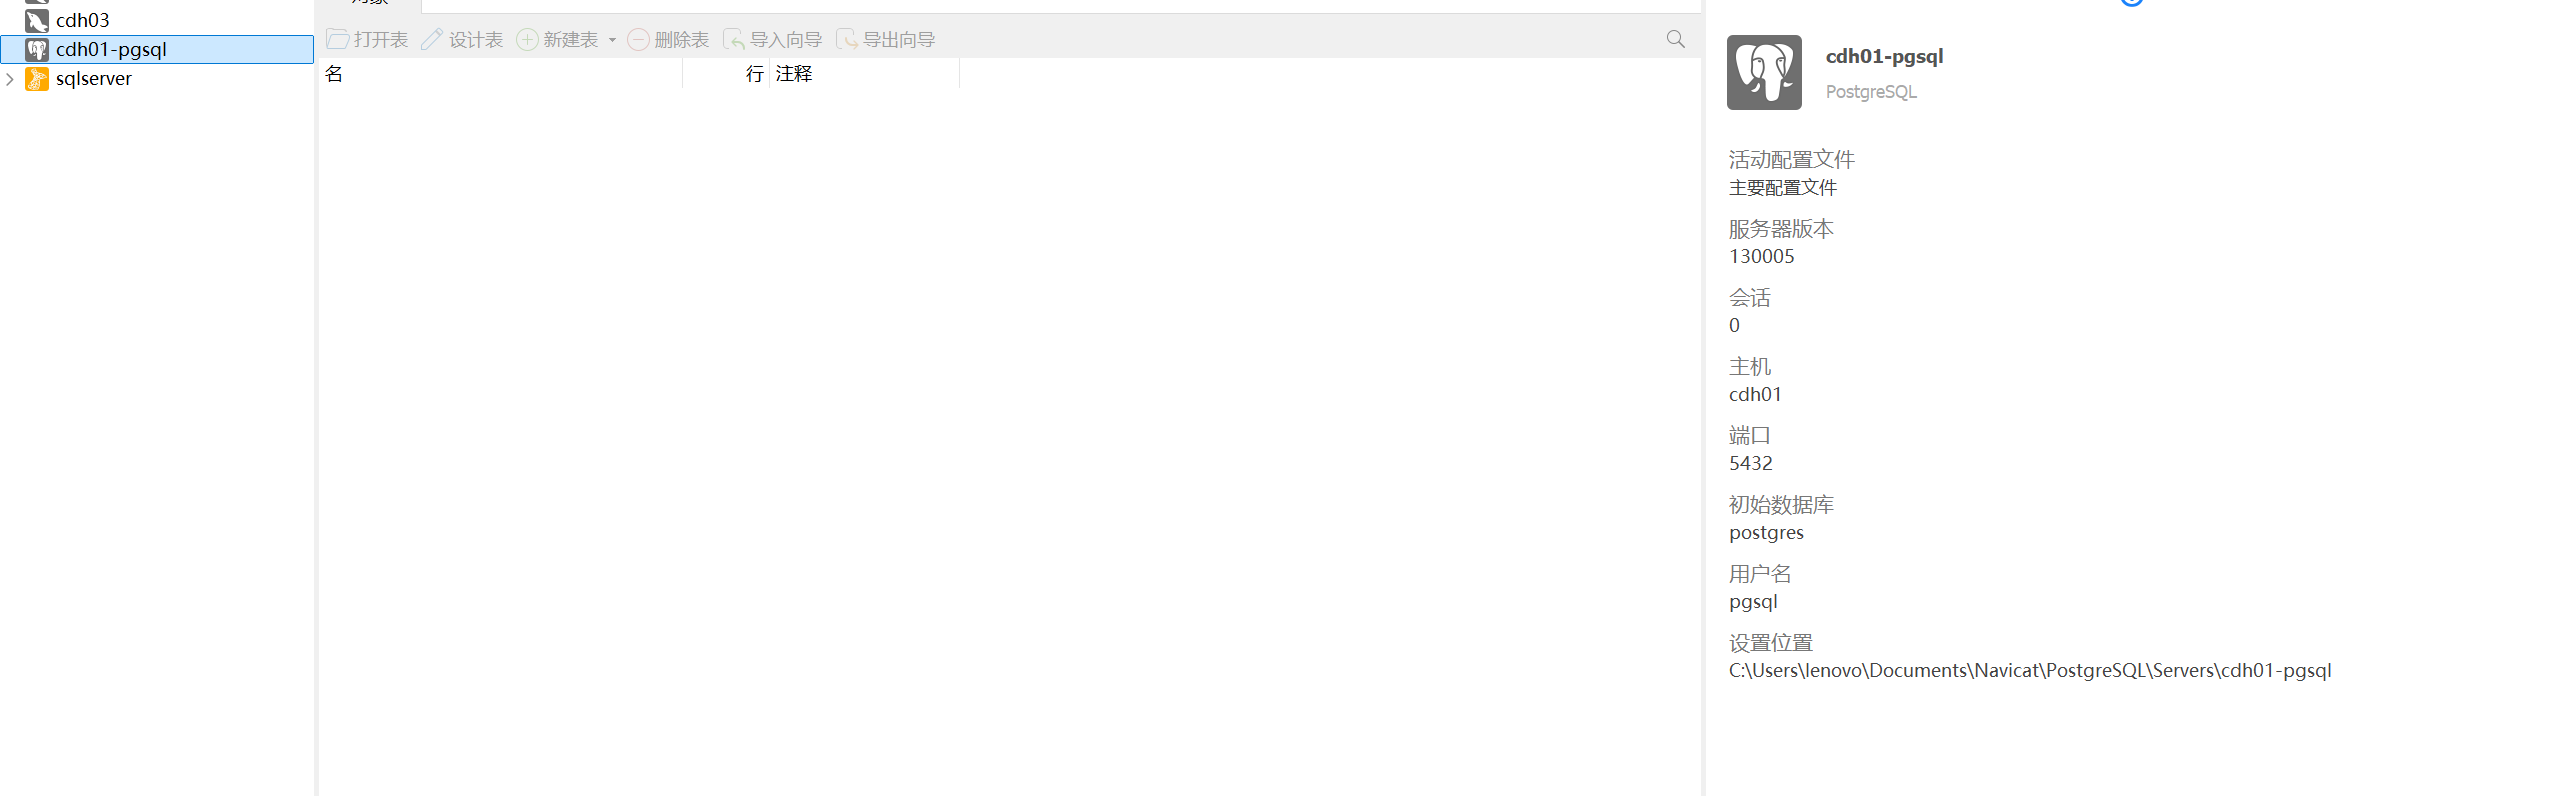 cdh03
cdh01-pgsql
sqlserver
对象
打开表 设计表 新建表 删除表 导入向导 导出向导
名 行 注释
cdh01-pgsql
PostgreSQL
活动配置文件
主要配置文件
服务器版本
130005
会话
0
主机
cdh01
端口
5432
初始数据库
postgres
用户名
pgsql
设置位置
C:\Users\lenovo\Documents\Navicat\PostgreSQL\Servers\cdh01-pgsql